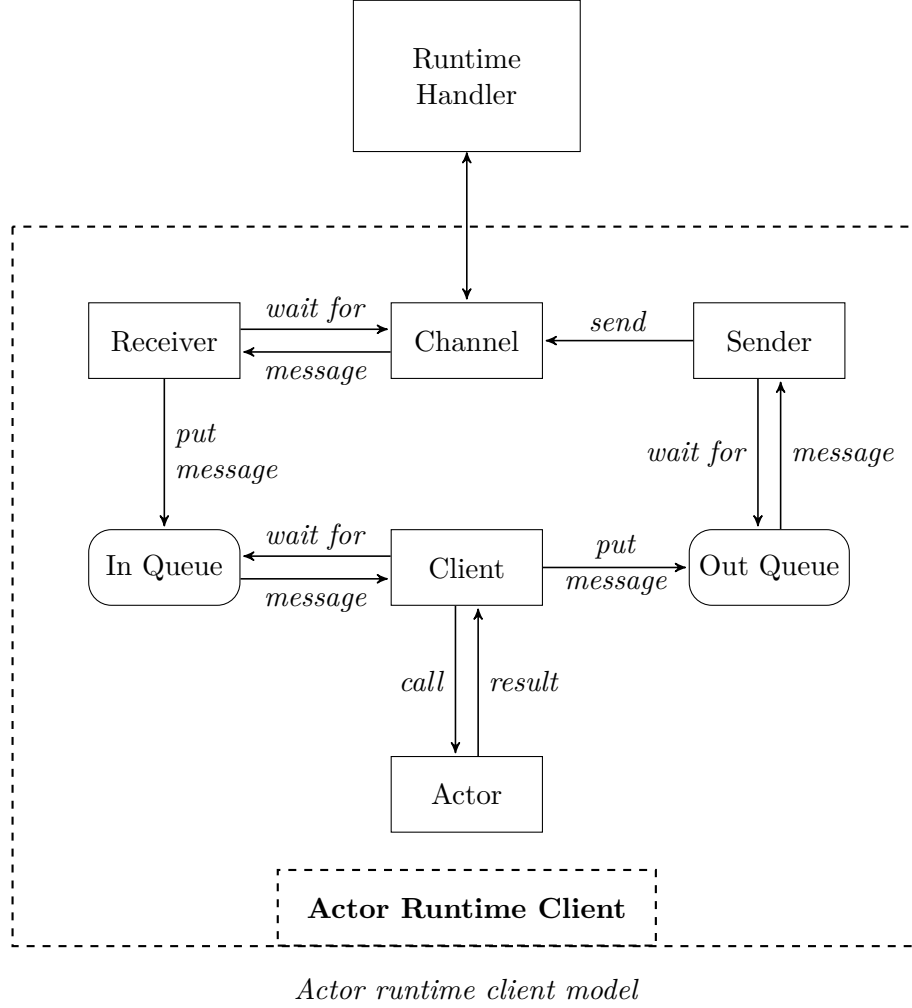 Runtime
Handler
wait for
send
Receiver
Channel
Sender
message
put
message
wait for
message
wait for
put
In Queue
Client
Out Queue
message
message
call
result
Actor
Actor Runtime Client
Actor runtime client model